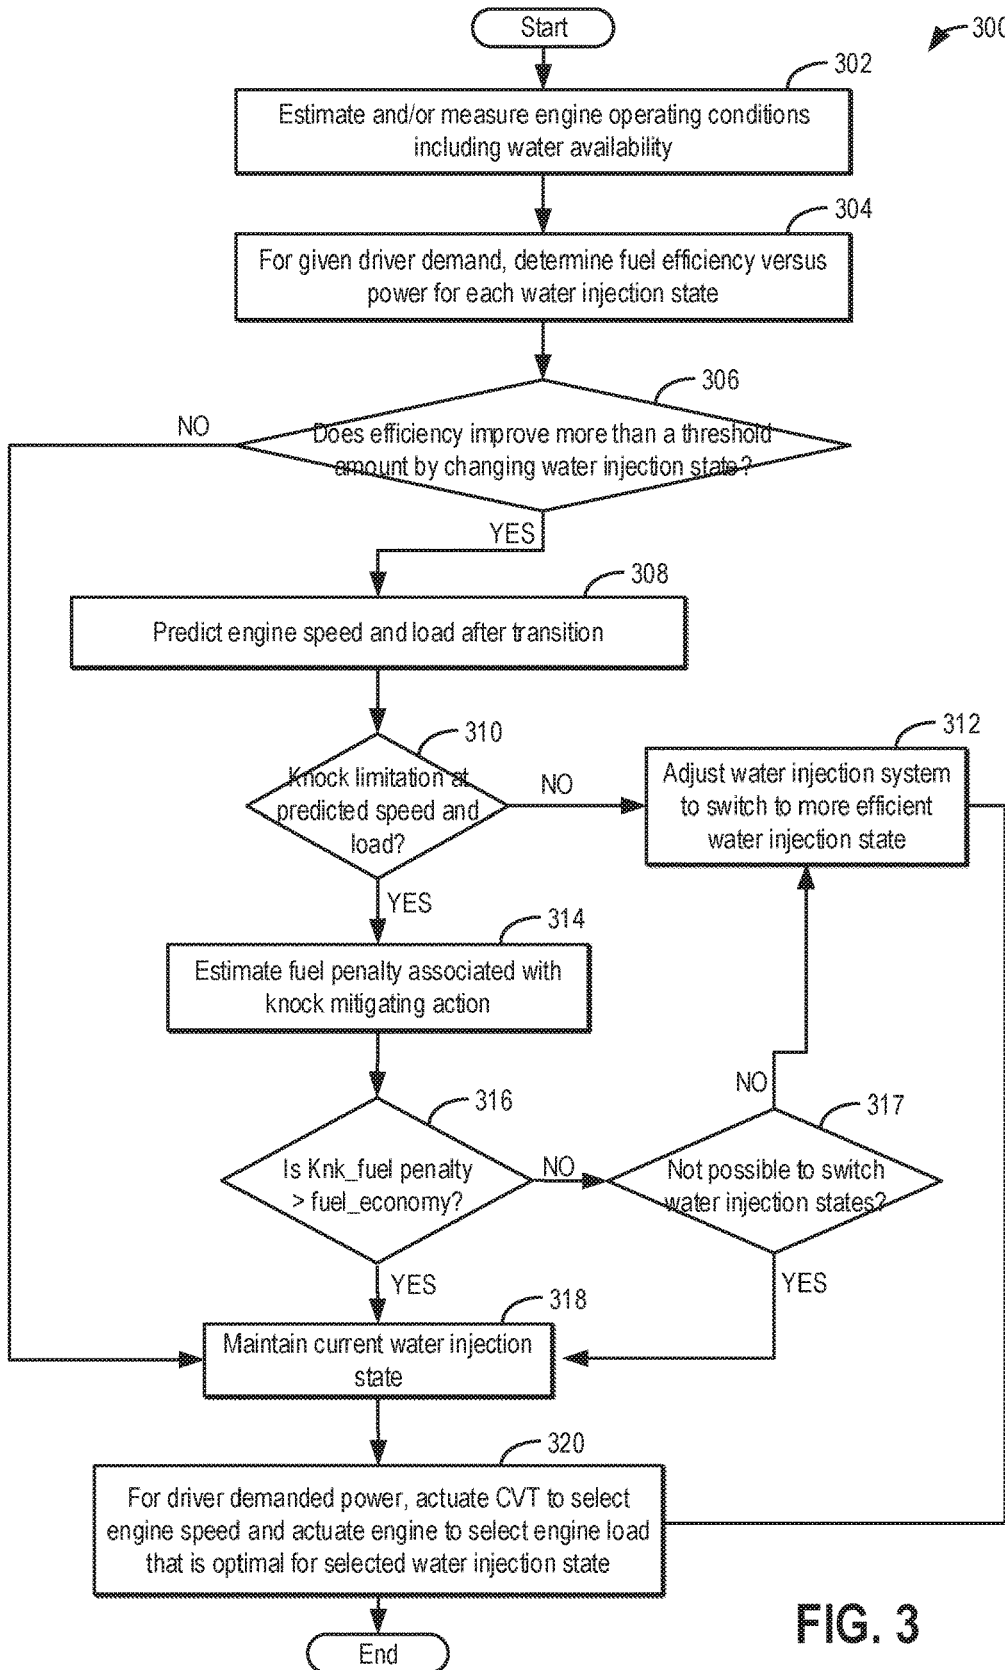 Start
300
302
Estimate and/or measure engine operating conditions
including water availability
304
For given driver demand, determine fuel efficiency versus
power for each water injection state
306
NO
Does efficiency improve more than a threshold
amount by changing water injection state?
YES
308
Predict engine speed and load after transition
310
Knock limitation at
predicted speed and
load?
NO
312
Adjust water injection system
to switch to more efficient
water injection state
YES
314
Estimate fuel penalty associated with
knock mitigating action
316
Is Knk_fuel penalty
> fuel_economy?
NO
NO
317
Not possible to switch
water injection states?
YES
YES
318
Maintain current water injection
state
320
For driver demanded power, actuate CVT to select
engine speed and actuate engine to select engine load
that is optimal for selected water injection state
End
FIG. 3